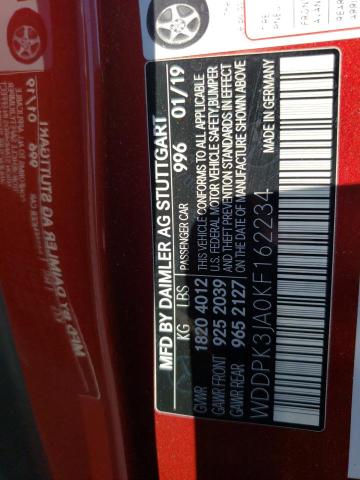 MFD BY DAIMLER AG STUTTGART
KG LBS PASSENGER CAR 996 01/19
GVWR 1820 4012 THIS VEHICLE CONFORMS TO ALL APPLICABLE
GAWR FRONT 925 2039 U.S. FEDERAL MOTOR VEHICLE SAFETY,BUMPER
GAWR REAR 965 2127 AND THEFT PREVENTION STANDARDS IN EFFECT
ON THE DATE OF MANUFACTURE SHOWN ABOVE
WDDPK3JA0KF162234 MADE IN GERMANY